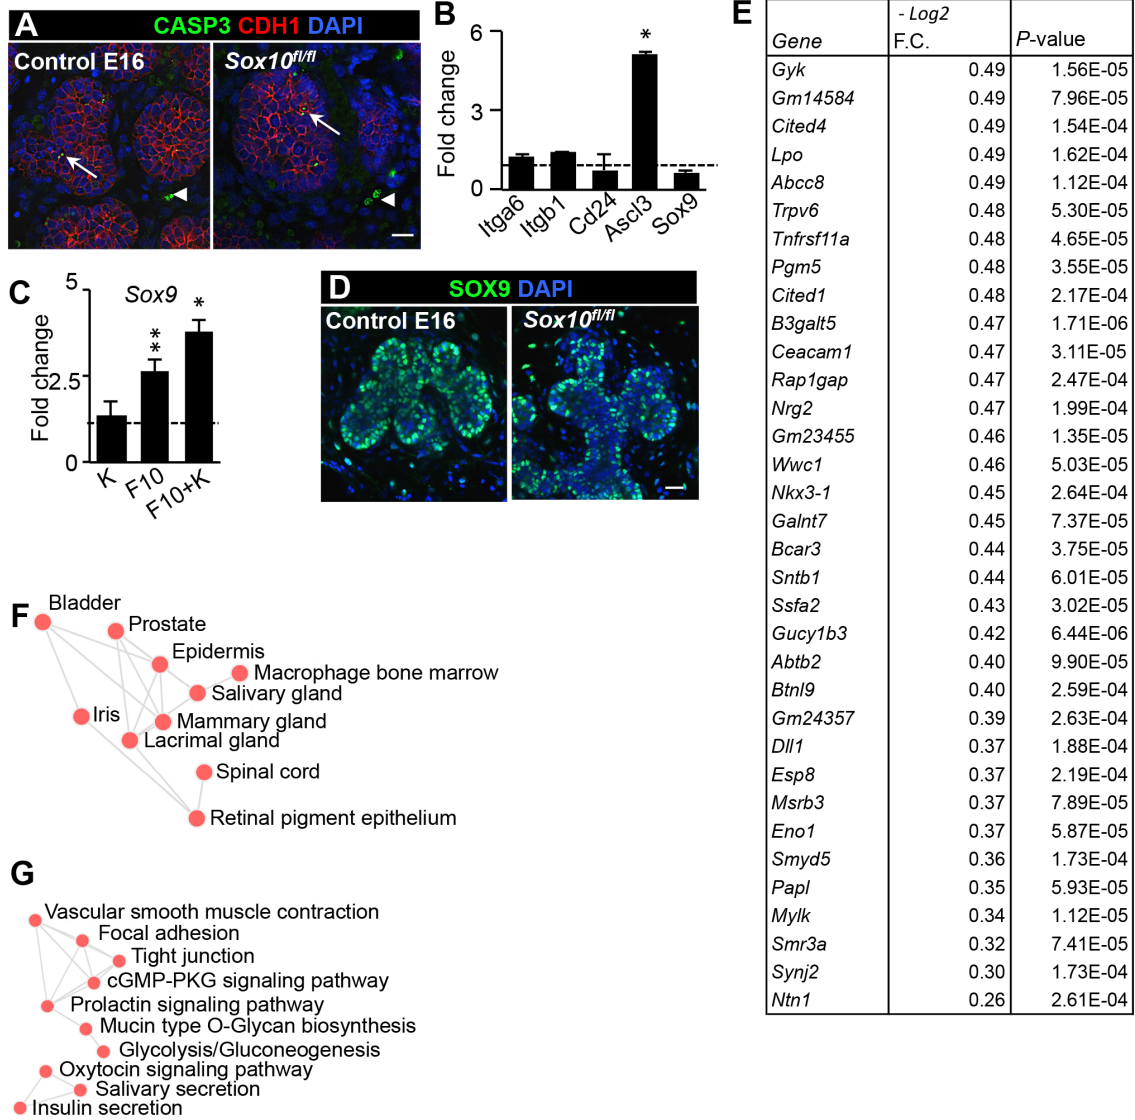 A
CASP3 CDH1 DAPI
Control E16
Sox10fl/fl
B
Fold change
6
3
0
*
Itga6
Itgb1
Cd24
Ascl3
Sox9
C
Sox9
Fold change
5
2.5
0
**
*
K
F10
F10+K
D
SOX9 DAPI
Control E16
Sox10fl/fl
E
Gene - Log2 F.C. P-value
Gyk 0.49 1.56E-05
Gm14584 0.49 7.96E-05
Cited4 0.49 1.54E-04
Lpo 0.49 1.62E-04
Abcc8 0.49 1.12E-04
Trpv6 0.48 5.30E-05
Tnfrsf11a 0.48 4.65E-05
Pgm5 0.48 3.55E-05
Cited1 0.48 2.17E-04
B3galt5 0.47 1.71E-06
Ceacam1 0.47 3.11E-05
Rap1gap 0.47 2.47E-04
Nrg2 0.47 1.99E-04
Gm23455 0.46 1.35E-05
Wwc1 0.46 5.03E-05
Nkx3-1 0.45 2.64E-04
Galnt7 0.45 7.37E-05
Bcar3 0.44 3.75E-05
Sntb1 0.44 6.01E-05
Ssfa2 0.43 3.02E-05
Gucy1b3 0.42 6.44E-06
Abtb2 0.40 9.90E-05
Btnl9 0.40 2.59E-04
Gm24357 0.39 2.63E-04
Dll1 0.37 1.88E-04
Esp8 0.37 2.19E-04
Msrb3 0.37 7.89E-05
Eno1 0.37 5.87E-05
Smyd5 0.36 1.73E-04
Papl 0.35 5.93E-05
Mylk 0.34 1.12E-05
Smr3a 0.32 7.41E-05
Synj2 0.30 1.73E-04
Ntn1 0.26 2.61E-04
F
Bladder
Prostate
Epidermis
Macrophage bone marrow
Salivary gland
Iris
Mammary gland
Lacrimal gland
Spinal cord
Retinal pigment epithelium
G
Vascular smooth muscle contraction
Focal adhesion
Tight junction
cGMP-PKG signaling pathway
Prolactin signaling pathway
Mucin type O-Glycan biosynthesis
Glycolysis/Gluconeogenesis
Oxytocin signaling pathway
Salivary secretion
Insulin secretion